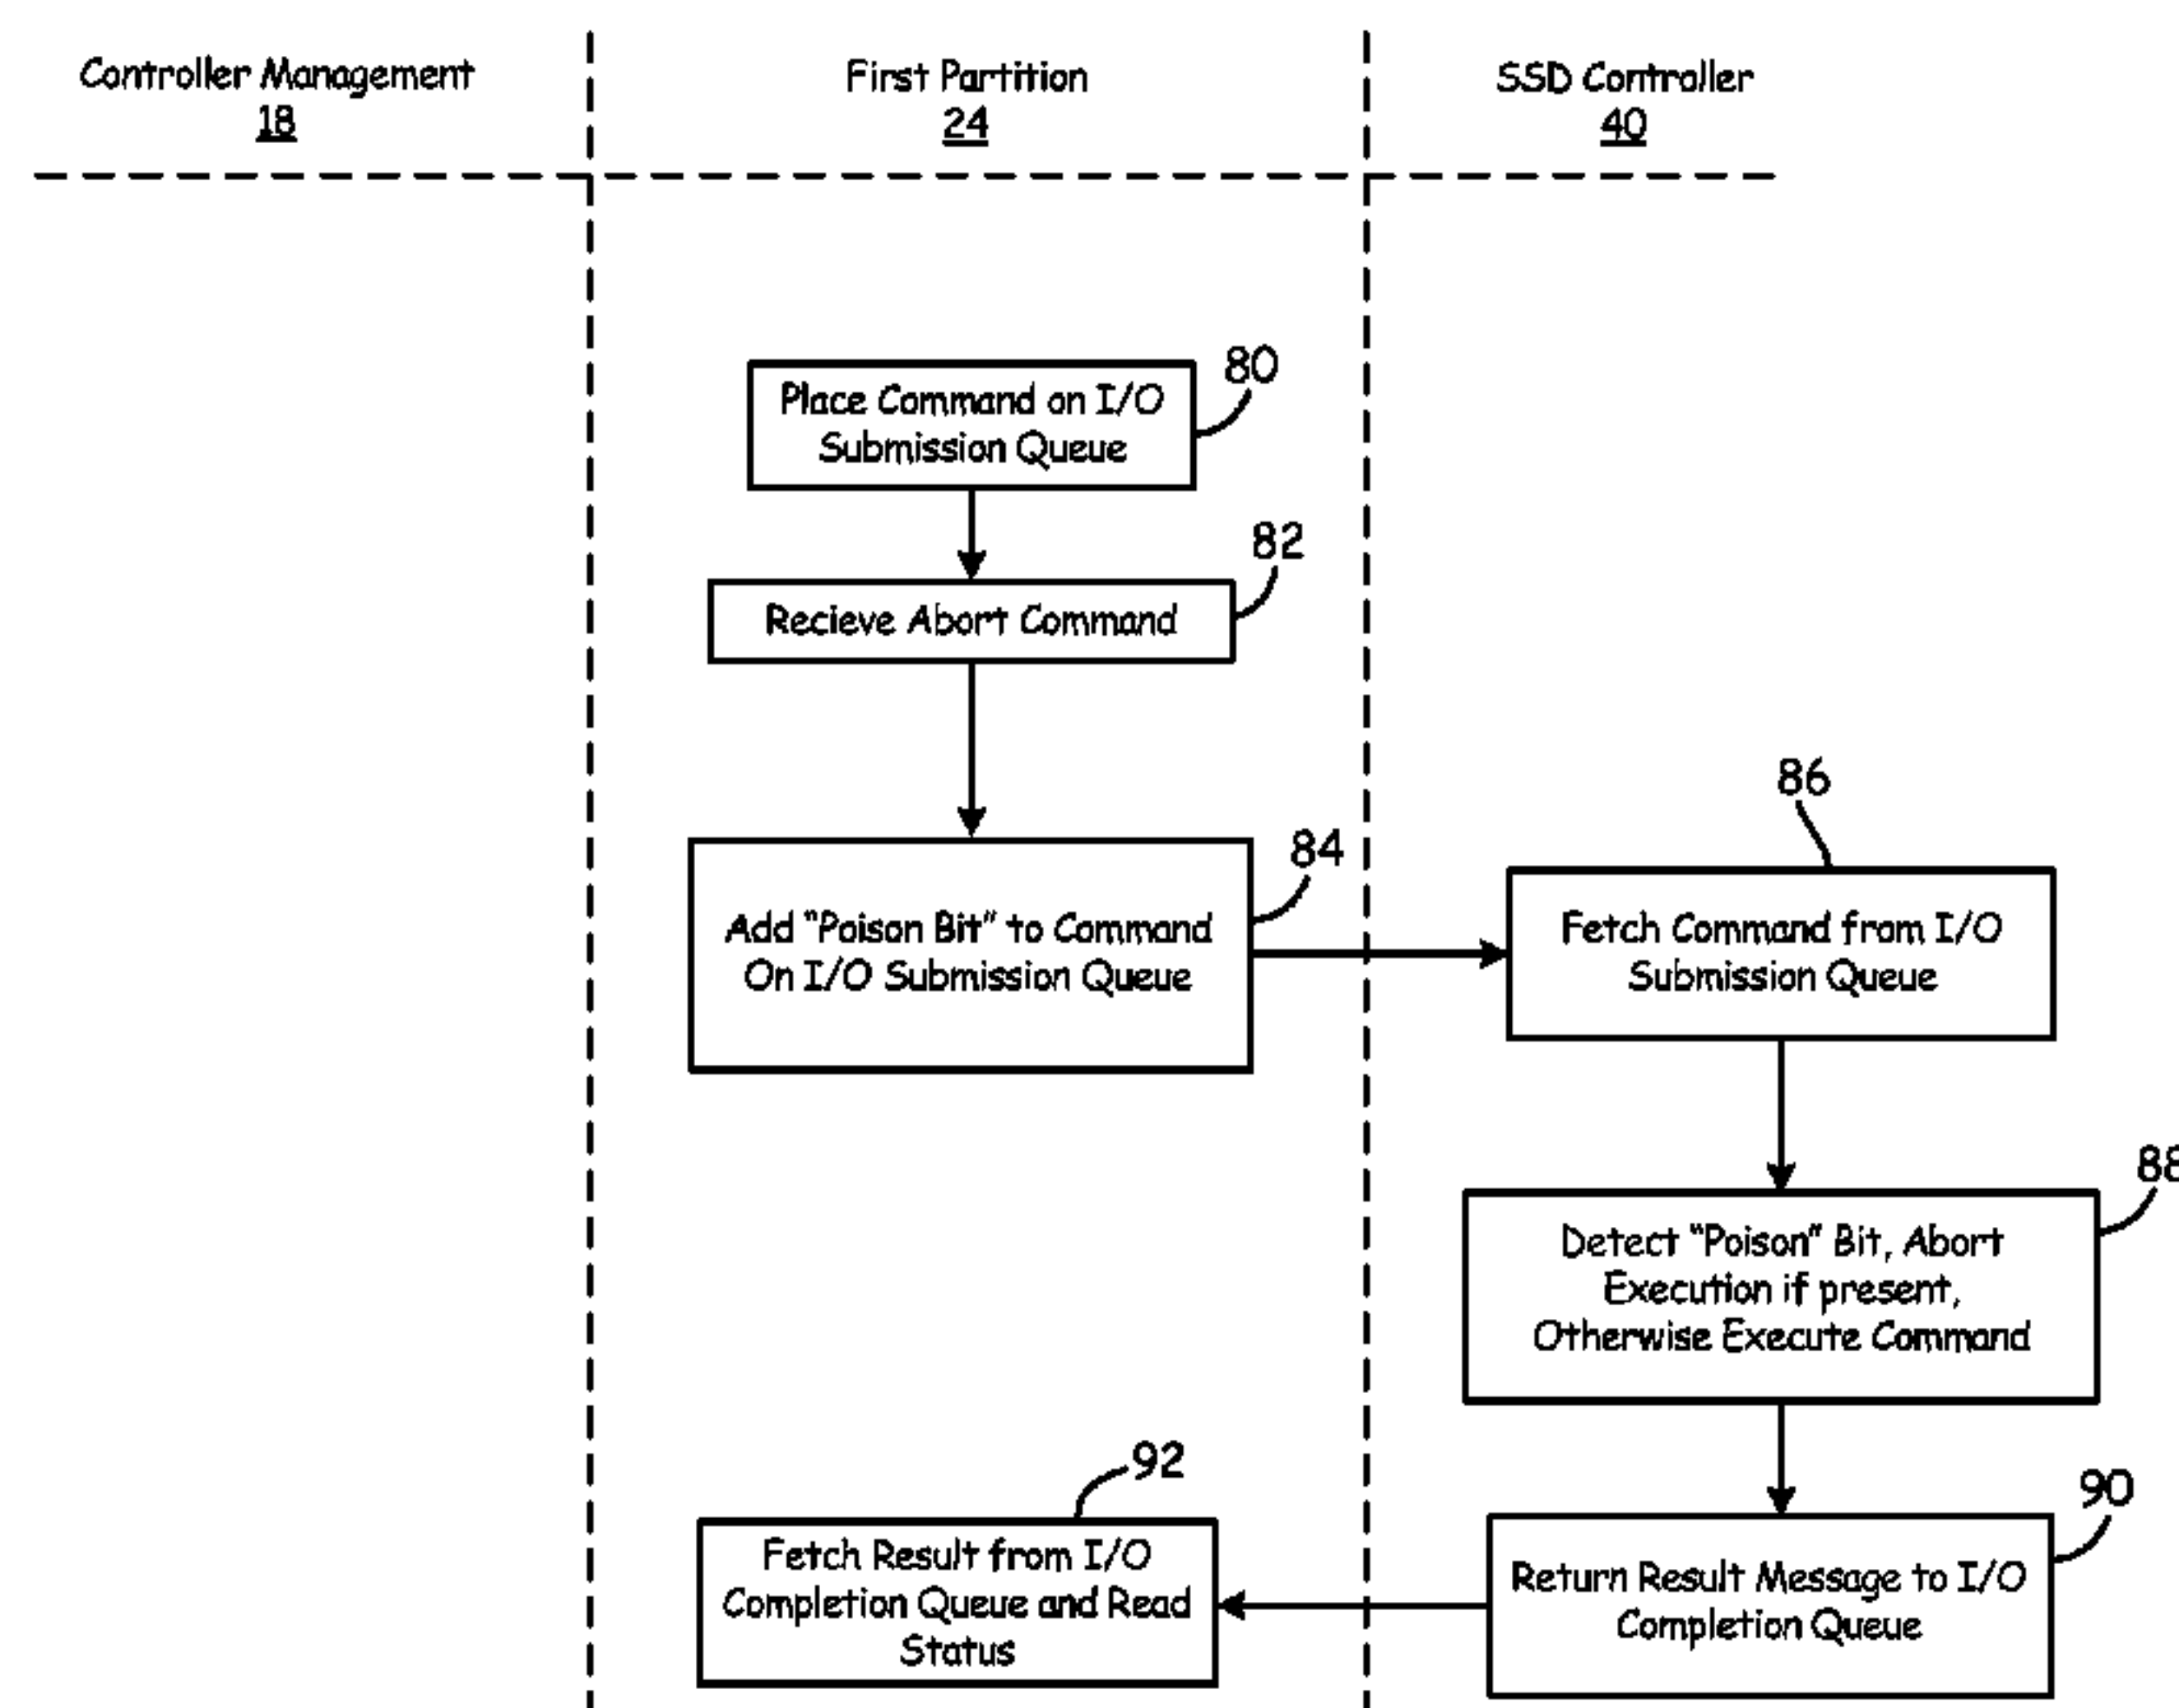 Controller Management
18
First Partition
24
SSD Controller
40
80
Place Command on I/O
Submission Queue
82
Recieve Abort Command
84
Add "Poison Bit" to Command
On I/O Submission Queue
86
Fetch Command from I/O
Submission Queue
88
Detect "Poison" Bit, Abort
Execution if present,
Otherwise Execute Command
90
Return Result Message to I/O
Completion Queue
92
Fetch Result from I/O
Completion Queue and Read
Status